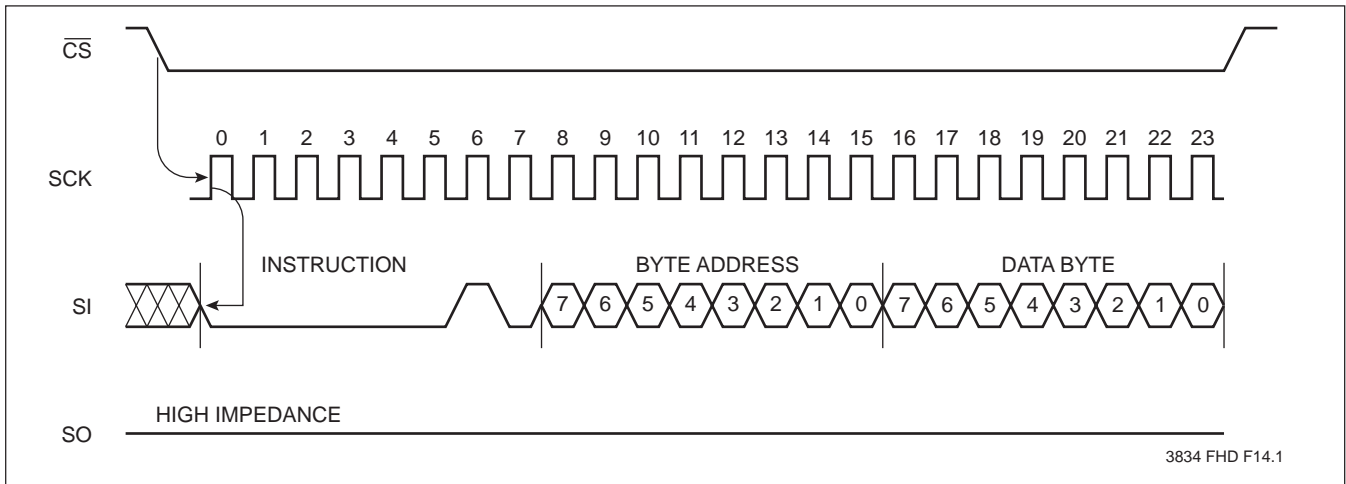 CS
0 1 2 3 4 5 6 7 8 9 10 11 12 13 14 15 16 17 18 19 20 21 22 23
SCK
INSTRUCTION BYTE ADDRESS DATA BYTE
SI 7 6 5 4 3 2 1 0 7 6 5 4 3 2 1 0
HIGH IMPEDANCE
SO
3834 FHD F14.1